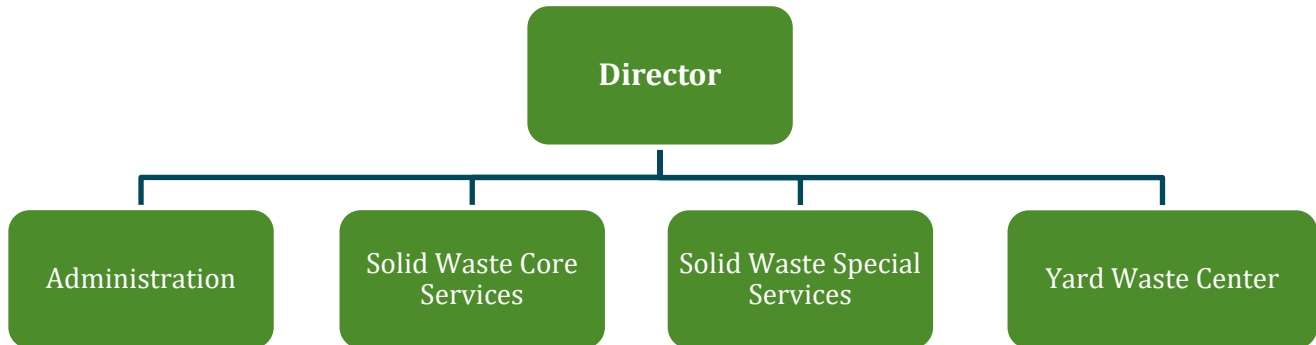 Director
Administration
Solid Waste Core
Services
Solid Waste Special
Services
Yard Waste Center